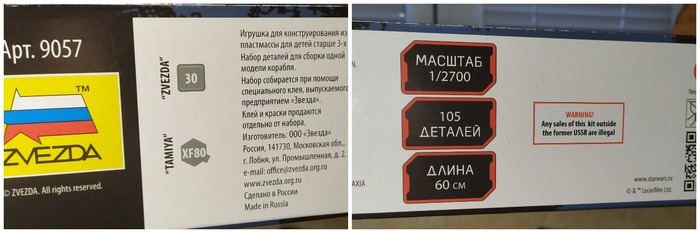 Арт. 9057
TM
ZVEZDA
© ZVEZDA. All rights reserved.
"ZVEZDA"
30
"TAMIYA"
XF80
Игрушка для конструирования из
пластмассы для детей старше 3-х
Набор деталей для сборки одной
модели корабля.
Набор собирается при помощи
специального клея, выпускаемого
предприятием «Звезда».
Клей и краски продаются
отдельно от набора.
Изготовитель: ООО «Звезда»
Россия, 141730, Московская обл.,
г. Лобня, ул. Промышленная, д. 2.
e-mail: office@zvezda.org.ru
www.zvezda.org.ru
Сделано в России
Made in Russia
N.
AXIA
МАСШТАБ
1/2700
105
ДЕТАЛЕЙ
ДЛИНА
60 СМ
WARNING!
Any sales of this kit outside
the former USSR are illegal
www.starwars.ru
© & ™ Lucasfilm Ltd.